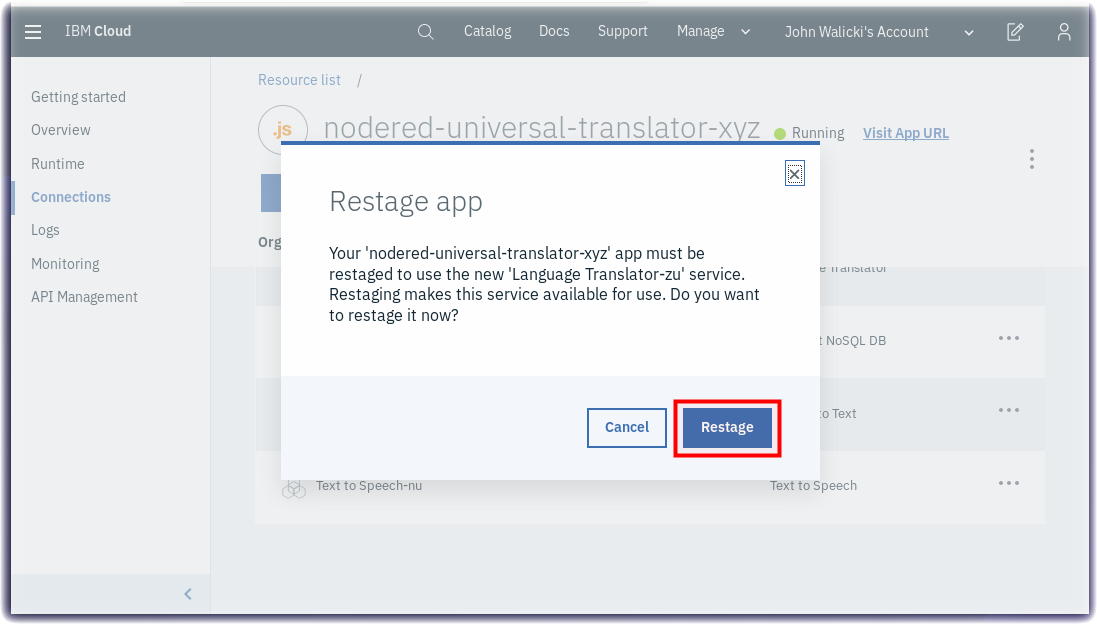 IBM Cloud
Catalog
Docs
Support
Manage
John Walicki's Account
Getting started
Overview
Runtime
Connections
Logs
Monitoring
API Management
Resource list /
.js
nodered-universal-translator-xyz
Running
Visit App URL
Org
Restage app
Your 'nodered-universal-translator-xyz' app must be
restaged to use the new 'Language Translator-zu' service.
Restaging makes this service available for use. Do you want
to restage it now?
Cancel
Restage
Translator
NoSQL DB
to Text
Text to Speech-nu
Text to Speech